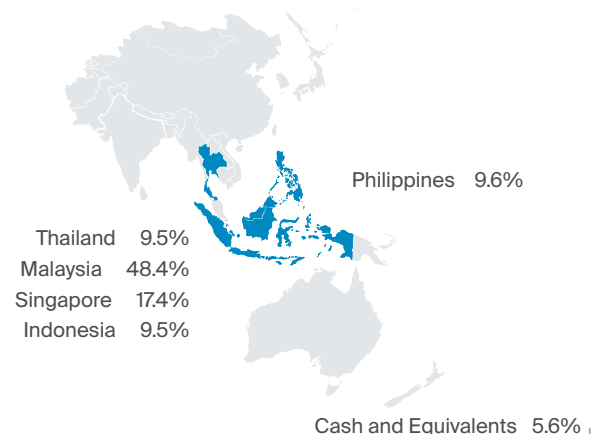 Philippines 9.6%
Thailand 9.5%
Malaysia 48.4%
Singapore 17.4%
Indonesia 9.5%
Cash and Equivalents 5.6%